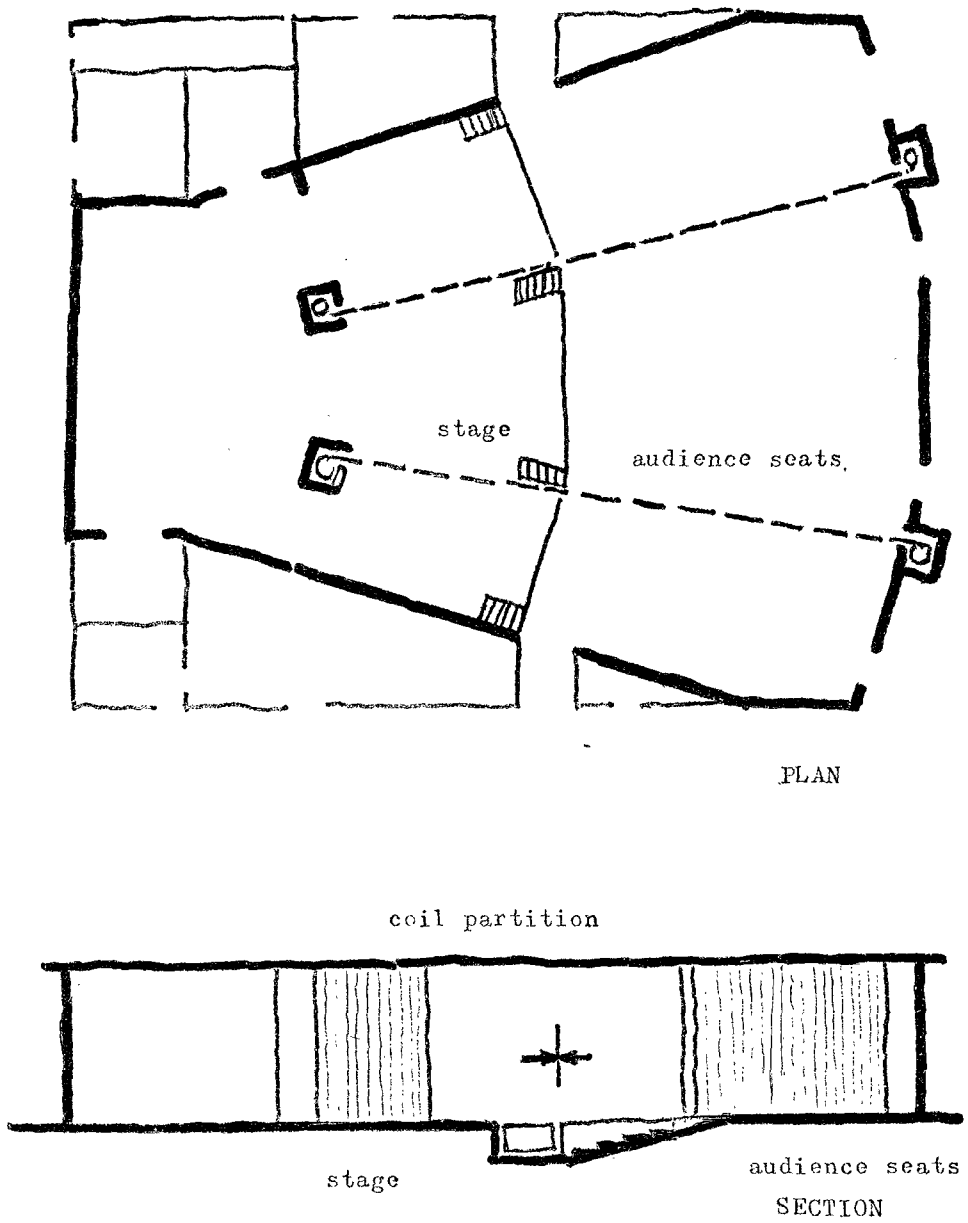 stage
audience seats.
PLAN
coil partition
stage
audience seats
SECTION